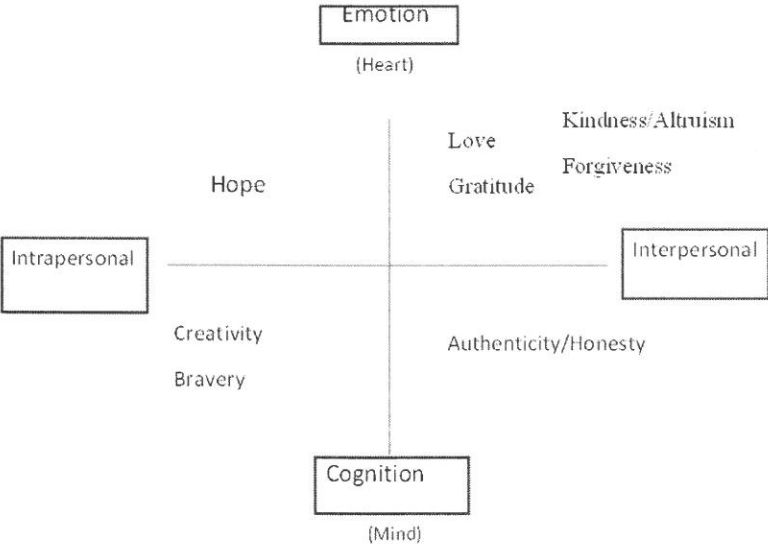 Emotion
(Heart)
Kindness/Altruism
Love
Forgiveness
Hope
Gratitude
Intrapersonal
Interpersonal
Creativity
Authenticity/Honesty
Bravery
Cognition
(Mind)